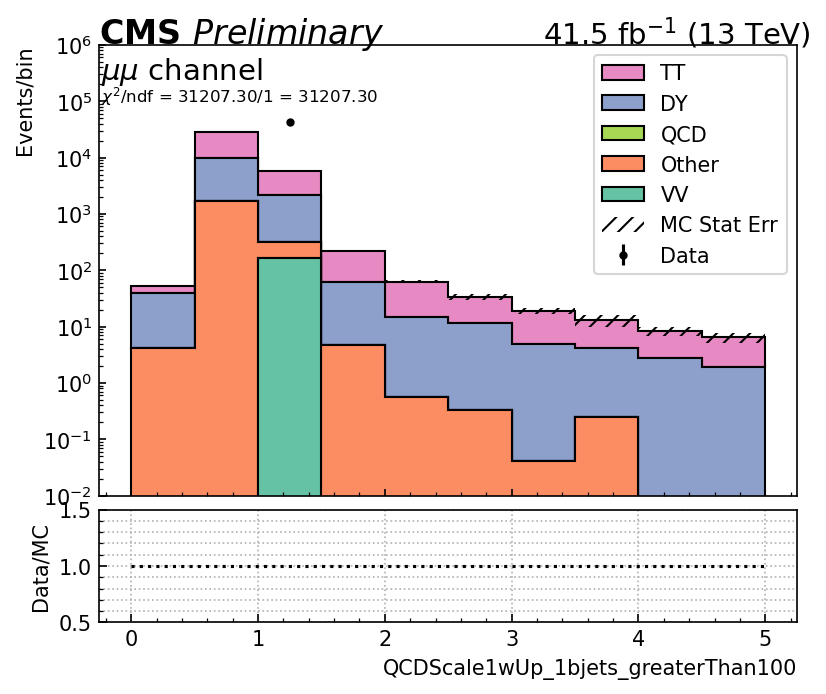 CMS Preliminary 41.5 fb⁻¹ (13 TeV)
μμ channel
χ²/ndf = 31207.30/1 = 31207.30
Events/bin
10⁶
10⁵
10⁴
10³
10²
10¹
10⁰
10⁻¹
10⁻²
TT
DY
QCD
Other
VV
MC Stat Err
Data
Data/MC
1.5
1.0
0.5
0 1 2 3 4 5
QCDScale1wUp_1bjets_greaterThan100